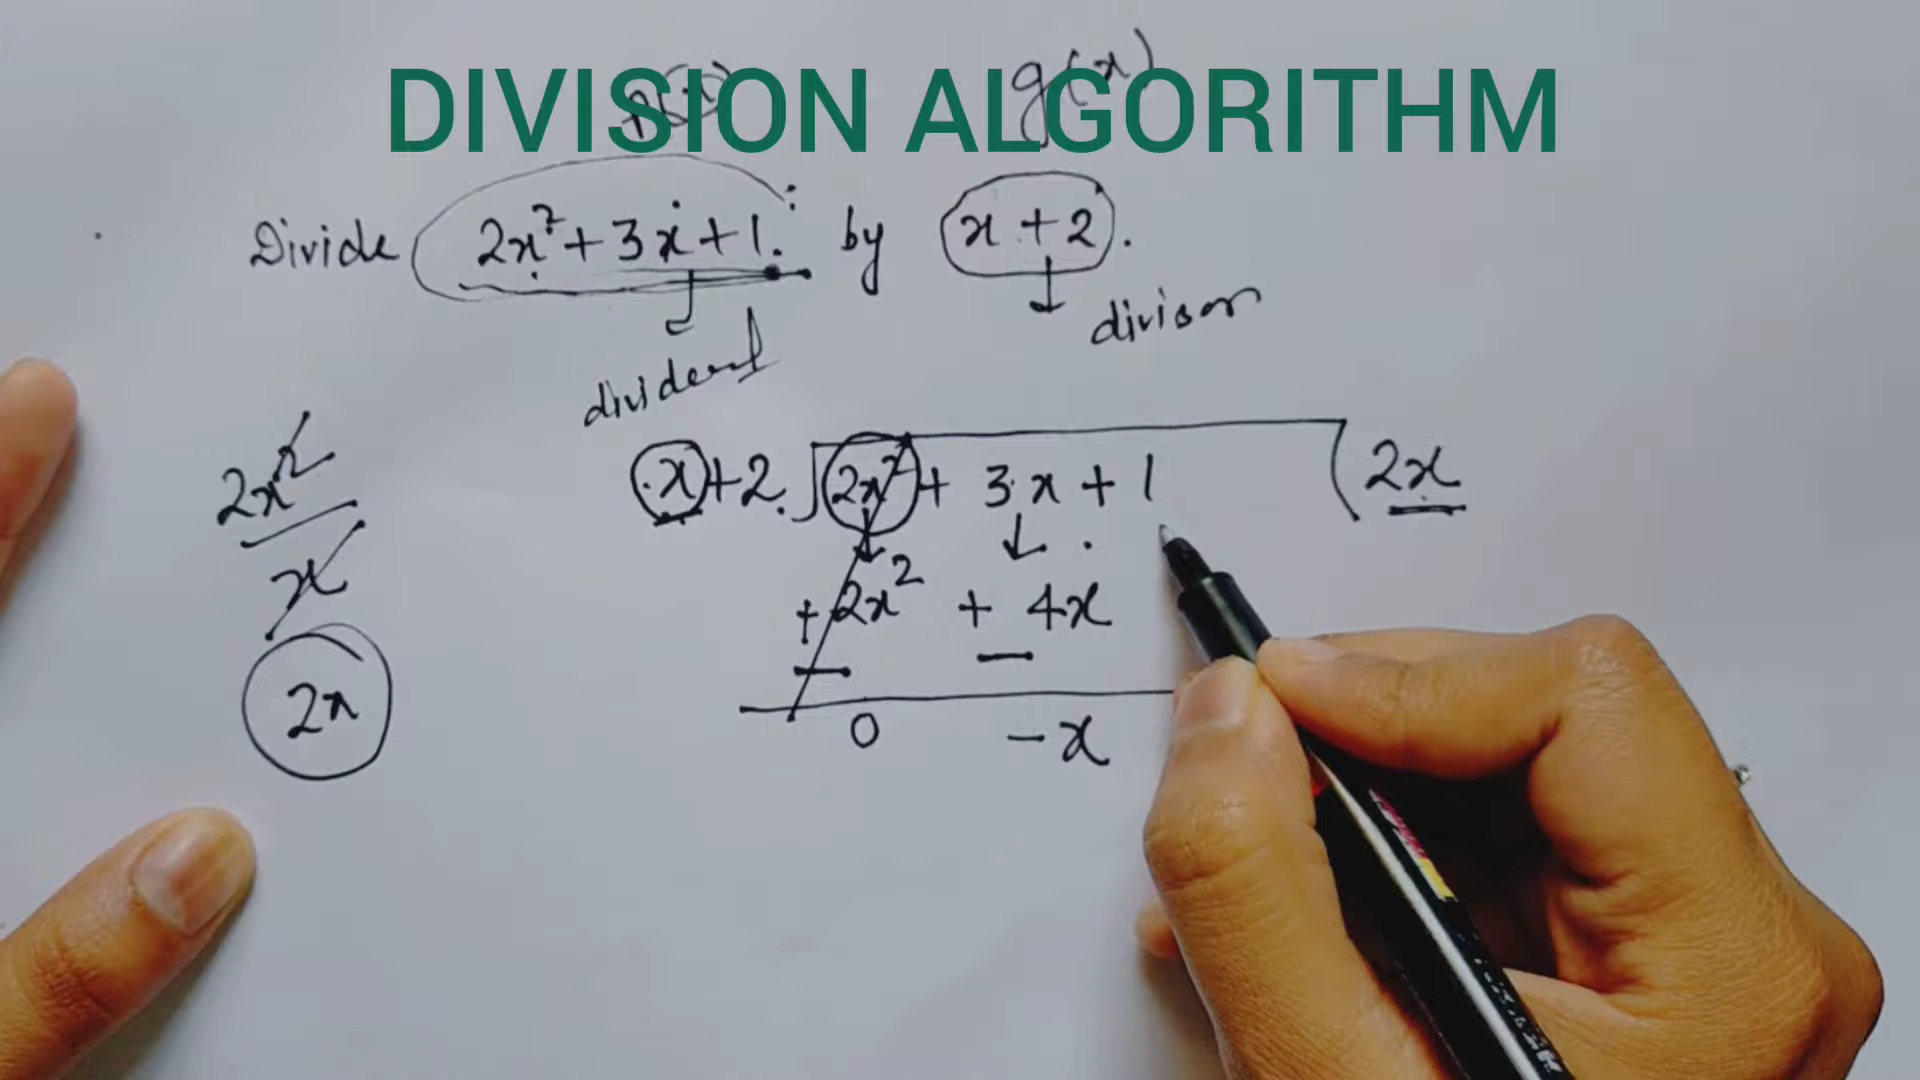 DIVISION ALGORITHM
p(x) g(x)
Divide 2x² + 3x + 1 by x + 2.
dividend divisor
x + 2 2x² + 3x + 1 2x
2x²
x
2x
+ 2x² + 4x
− −
0 − x